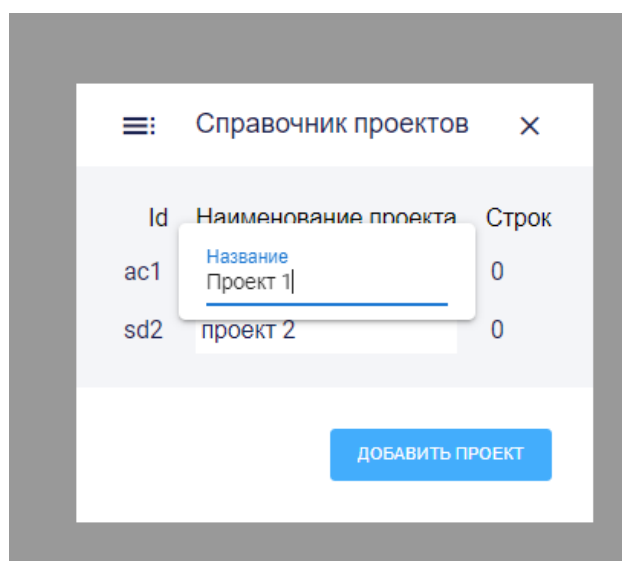 Справочник проектов
Id Наименование проекта Строк
Название
ac1 Проект 1 0
sd2 проект 2 0
ДОБАВИТЬ ПРОЕКТ